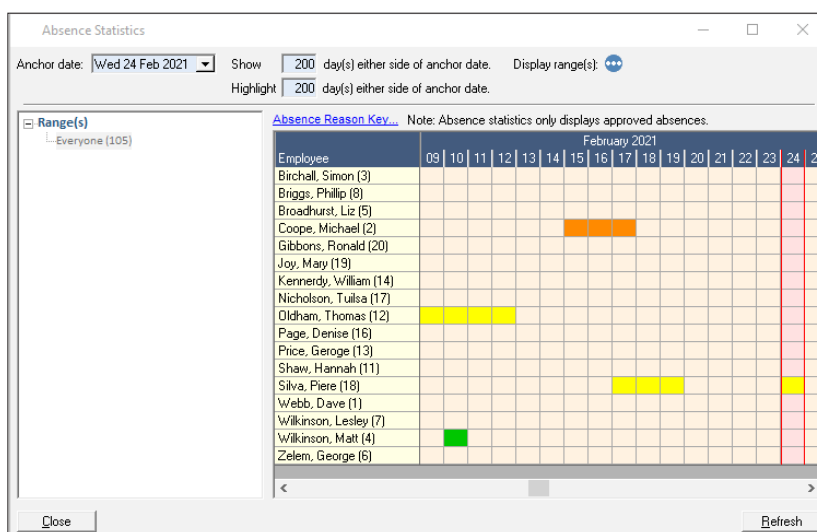 Absence Statistics
Anchor date: Wed 24 Feb 2021 Show 200 day(s) either side of anchor date. Display range(s):
Highlight 200 day(s) either side of anchor date.
Range(s)
Everyone (105)
Absence Reason Key... Note: Absence statistics only displays approved absences.
February 2021
Employee 09 10 11 12 13 14 15 16 17 18 19 20 21 22 23 24 2
Birchall, Simon (3)
Briggs, Phillip (8)
Broadhurst, Liz (5)
Coope, Michael (2)
Gibbons, Ronald (20)
Joy, Mary (19)
Kennerdy, William (14)
Nicholson, Tuilsa (17)
Oldham, Thomas (12)
Page, Denise (16)
Price, Geroge (13)
Shaw, Hannah (11)
Silva, Piere (18)
Webb, Dave (1)
Wilkinson, Lesley (7)
Wilkinson, Matt (4)
Zelem, George (6)
Close Refresh